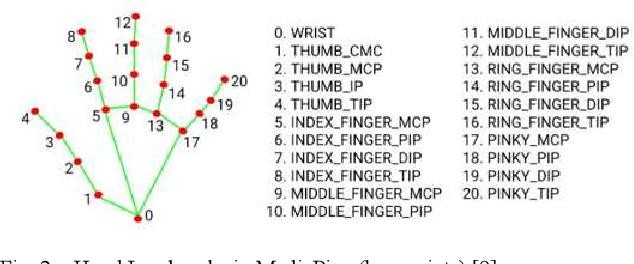 12
8
16
11
7
15
10
20
6
14
19
4
5
9
13
18
3
17
2
1
0
0. WRIST
1. THUMB_CMC
2. THUMB_MCP
3. THUMB_IP
4. THUMB_TIP
5. INDEX_FINGER_MCP
6. INDEX_FINGER_PIP
7. INDEX_FINGER_DIP
8. INDEX_FINGER_TIP
9. MIDDLE_FINGER_MCP
10. MIDDLE_FINGER_PIP
11. MIDDLE_FINGER_DIP
12. MIDDLE_FINGER_TIP
13. RING_FINGER_MCP
14. RING_FINGER_PIP
15. RING_FINGER_DIP
16. RING_FINGER_TIP
17. PINKY_MCP
18. PINKY_PIP
19. PINKY_DIP
20. PINKY_TIP